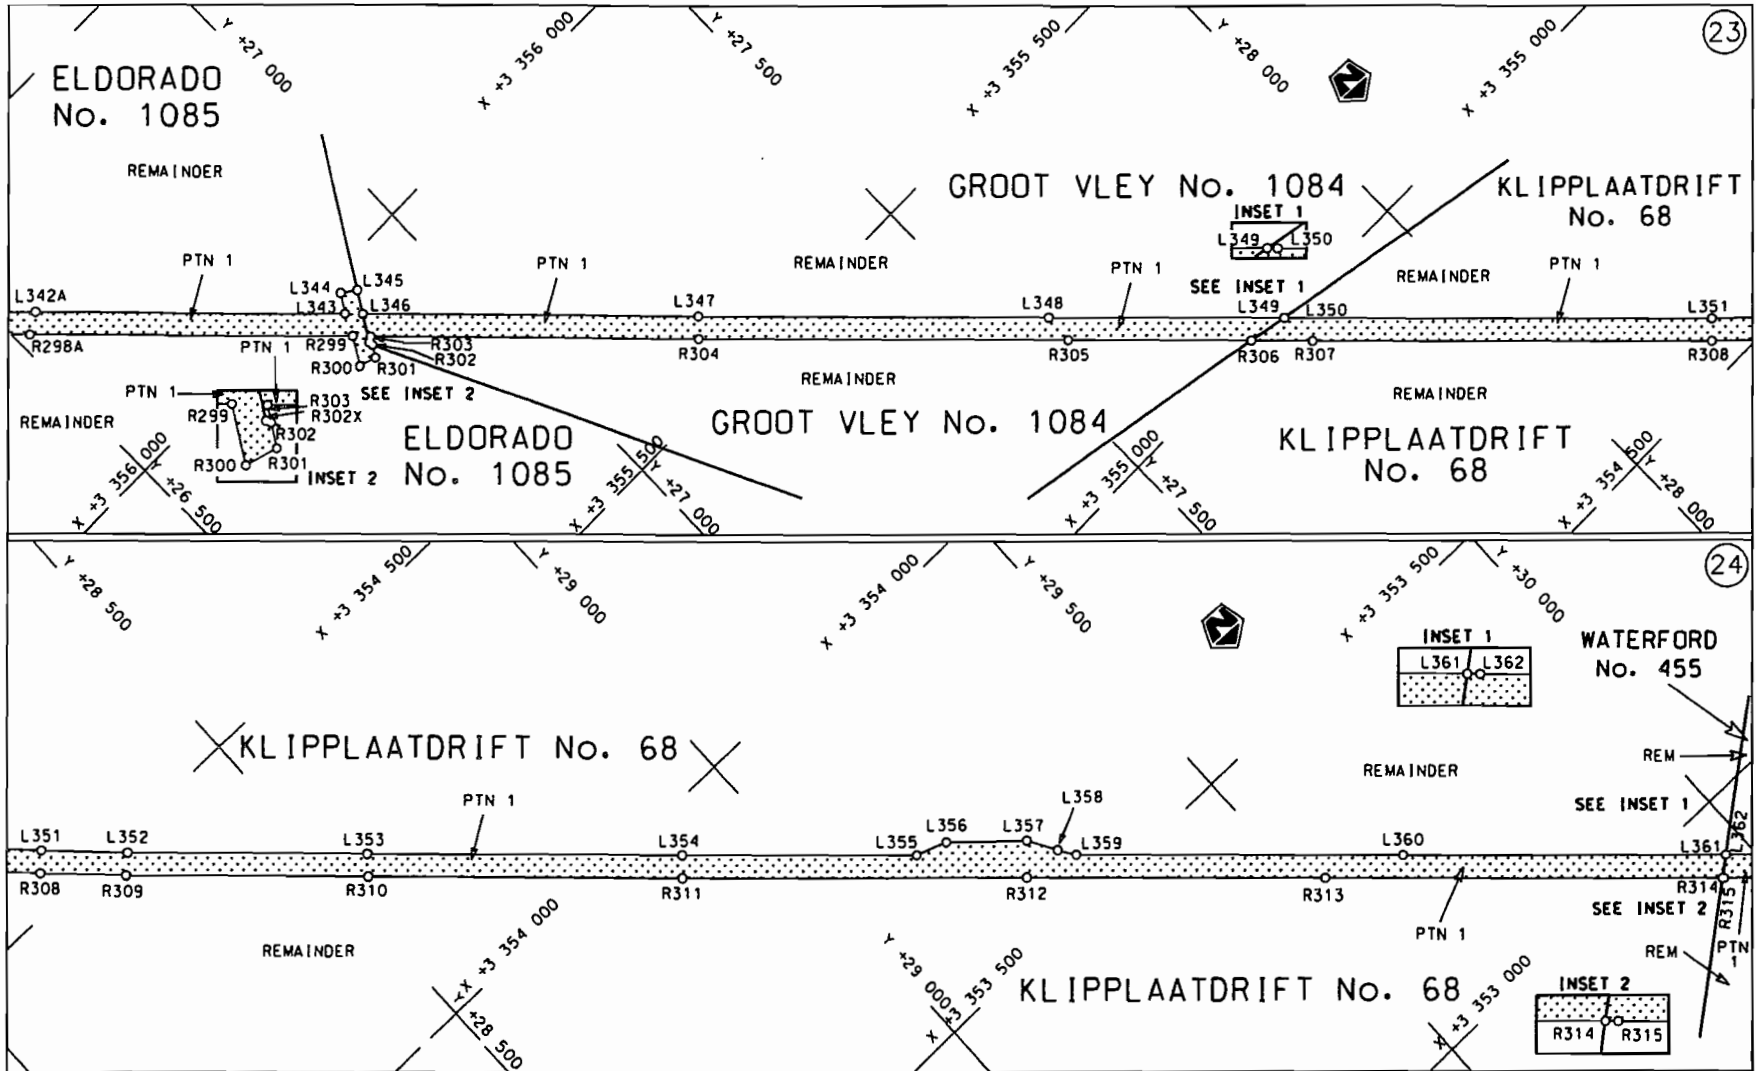 Y +27 000
X +3 356 000
Y +27 500
X +3 355 500
Y +28 000
X +3 355 000
23
ELDORADO
No. 1085
REMAINDER
GROOT VLEY No. 1084
KLIPPLAATDRIFT
No. 68
INSET 1
L349
L350
PTN 1
PTN 1
REMAINDER
PTN 1
REMAINDER
PTN 1
SEE INSET 1
L342A
L344
L345
L343
L346
L347
L348
L349
L350
L351
R298A
PTN 1
R299
R303
R302
R300
R301
R304
R305
R306
R307
R308
SEE INSET 2
REMAINDER
REMAINDER
PTN 1
R299
R303
R302X
R302
R300
R301
INSET 2
REMAINDER
ELDORADO
No. 1085
GROOT VLEY No. 1084
KLIPPLAATDRIFT
No. 68
X +3 356 000
Y +26 500
X +3 355 500
Y +27 000
X +3 355 000
Y +27 500
X +3 354 500
Y +28 000
Y +28 500
X +3 354 500
Y +29 000
X +3 354 000
Y +29 500
X +3 353 500
Y +30 000
24
INSET 1
L361
L362
WATERFORD
No. 455
KLIPPLAATDRIFT No. 68
REM
REMAINDER
PTN 1
L358
SEE INSET 1
L351
L352
L353
L354
L355
L356
L357
L359
L360
L361
L362
R308
R309
R310
R311
R312
R313
R314
R315
SEE INSET 2
PTN 1
REM
PTN
1
REMAINDER
X +3 354 000
Y +28 500
Y +29 000
X +3 353 500
KLIPPLAATDRIFT No. 68
X +3 353 000
INSET 2
R314
R315